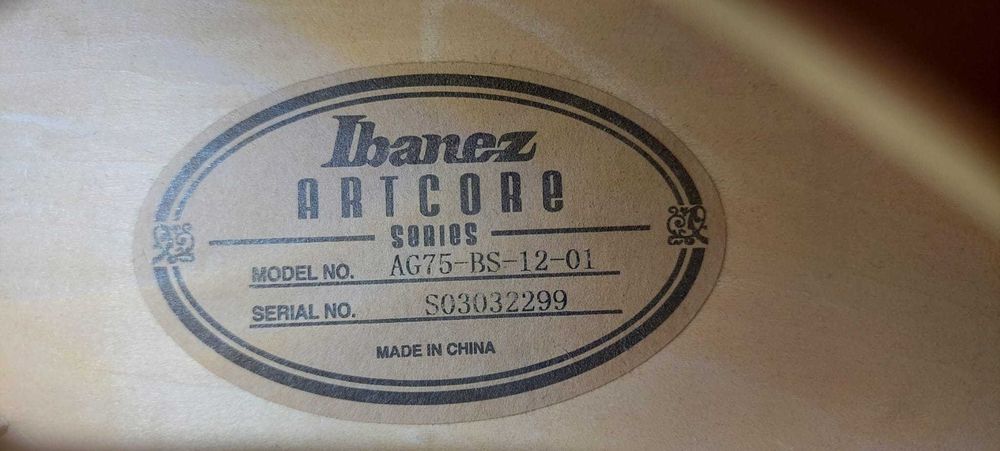 Ibanez
ARTCORE
SERIES
MODEL NO. AG75-BS-12-01
SERIAL NO. S03032299
MADE IN CHINA